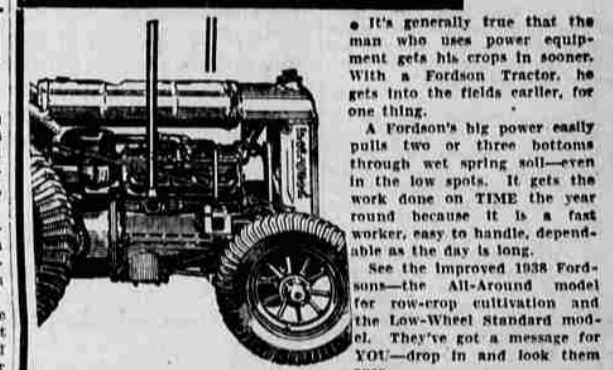 • It's generally true that the
man who uses power equip-
ment gets his crops in sooner.
With a Fordson Tractor, he
gets into the fields earlier, for
one thing.
A Fordson's big power easily
pulls two or three bottoms
through wet spring soil—even
in the low spots. It gets the
work done on TIME the year
round because it is a fast
worker, easy to handle, depend-
able as the day is long.
See the improved 1938 Ford-
sons—the All-Around model
for row-crop cultivation and
the Low-Wheel Standard mod-
el. They've got a message for
YOU—drop in and look them